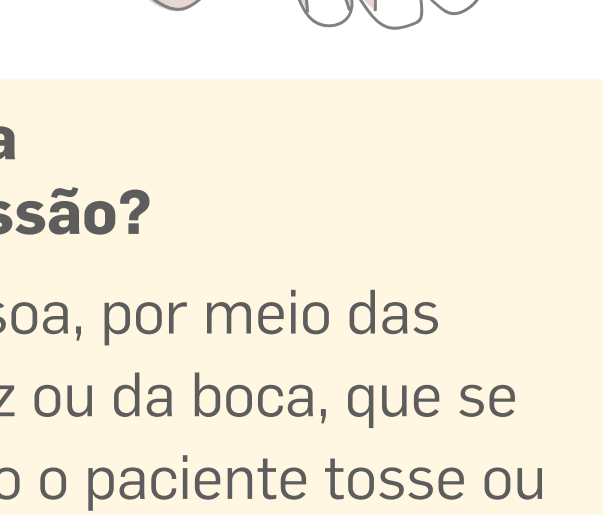 a
ssão?
soa, por meio das
z ou da boca, que se
o o paciente tosse ou